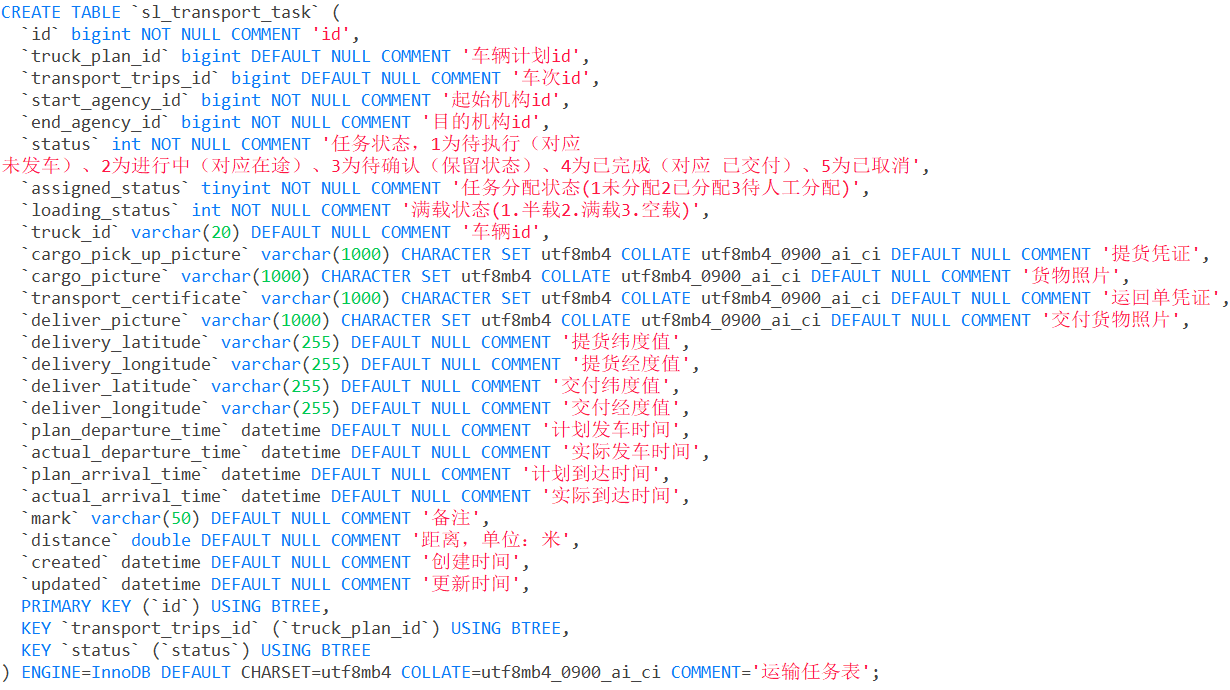 CREATE TABLE `sl_transport_task` (
  `id` bigint NOT NULL COMMENT 'id',
  `truck_plan_id` bigint DEFAULT NULL COMMENT '车辆计划id',
  `transport_trips_id` bigint DEFAULT NULL COMMENT '车次id',
  `start_agency_id` bigint NOT NULL COMMENT '起始机构id',
  `end_agency_id` bigint NOT NULL COMMENT '目的机构id',
  `status` int NOT NULL COMMENT '任务状态，1为待执行（对应
未发车）、2为进行中（对应在途）、3为待确认（保留状态）、4为已完成（对应 已交付）、5为已取消',
  `assigned_status` tinyint NOT NULL COMMENT '任务分配状态(1未分配2已分配3待人工分配)',
  `loading_status` int NOT NULL COMMENT '满载状态(1.半载2.满载3.空载)',
  `truck_id` varchar(20) DEFAULT NULL COMMENT '车辆id',
  `cargo_pick_up_picture` varchar(1000) CHARACTER SET utf8mb4 COLLATE utf8mb4_0900_ai_ci DEFAULT NULL COMMENT '提货凭证',
  `cargo_picture` varchar(1000) CHARACTER SET utf8mb4 COLLATE utf8mb4_0900_ai_ci DEFAULT NULL COMMENT '货物照片',
  `transport_certificate` varchar(1000) CHARACTER SET utf8mb4 COLLATE utf8mb4_0900_ai_ci DEFAULT NULL COMMENT '运回单凭证',
  `deliver_picture` varchar(1000) CHARACTER SET utf8mb4 COLLATE utf8mb4_0900_ai_ci DEFAULT NULL COMMENT '交付货物照片',
  `delivery_latitude` varchar(255) DEFAULT NULL COMMENT '提货纬度值',
  `delivery_longitude` varchar(255) DEFAULT NULL COMMENT '提货经度值',
  `deliver_latitude` varchar(255) DEFAULT NULL COMMENT '交付纬度值',
  `deliver_longitude` varchar(255) DEFAULT NULL COMMENT '交付经度值',
  `plan_departure_time` datetime DEFAULT NULL COMMENT '计划发车时间',
  `actual_departure_time` datetime DEFAULT NULL COMMENT '实际发车时间',
  `plan_arrival_time` datetime DEFAULT NULL COMMENT '计划到达时间',
  `actual_arrival_time` datetime DEFAULT NULL COMMENT '实际到达时间',
  `mark` varchar(50) DEFAULT NULL COMMENT '备注',
  `distance` double DEFAULT NULL COMMENT '距离，单位：米',
  `created` datetime DEFAULT NULL COMMENT '创建时间',
  `updated` datetime DEFAULT NULL COMMENT '更新时间',
  PRIMARY KEY (`id`) USING BTREE,
  KEY `transport_trips_id` (`truck_plan_id`) USING BTREE,
  KEY `status` (`status`) USING BTREE
) ENGINE=InnoDB DEFAULT CHARSET=utf8mb4 COLLATE=utf8mb4_0900_ai_ci COMMENT='运输任务表';